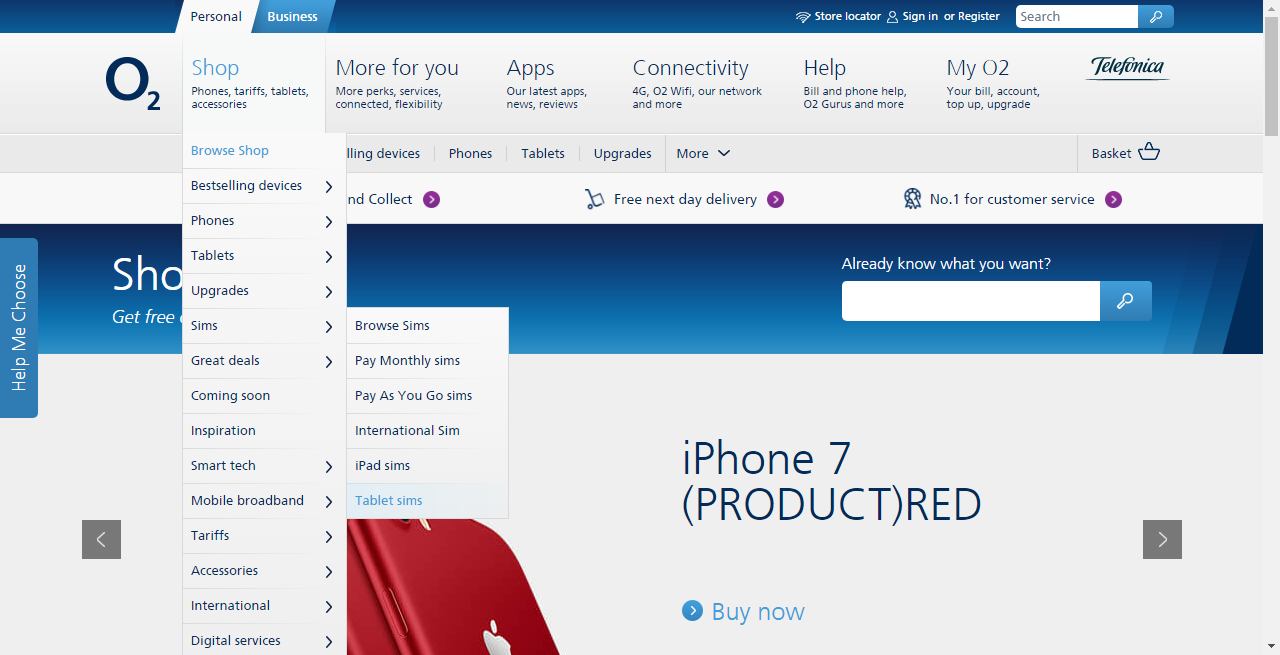 Personal
Business
Store locator
Sign in or Register
Search
O2
Shop
Phones, tariffs, tablets,
accessories
More for you
More perks, services,
connected, flexibility
Apps
Our latest apps,
news, reviews
Connectivity
4G, O2 Wifi, our network
and more
Help
Bill and phone help,
O2 Gurus and more
My O2
Your bill, account,
top up, upgrade
Telefónica
lling devices
Phones
Tablets
Upgrades
More
Basket
nd Collect
Free next day delivery
No.1 for customer service
Help Me Choose
Sho
Get free
Already know what you want?
Browse Shop
Bestselling devices
Phones
Tablets
Upgrades
Sims
Great deals
Coming soon
Inspiration
Smart tech
Mobile broadband
Tariffs
Accessories
International
Digital services
Browse Sims
Pay Monthly sims
Pay As You Go sims
International Sim
iPad sims
Tablet sims
iPhone 7
(PRODUCT)RED
Buy now